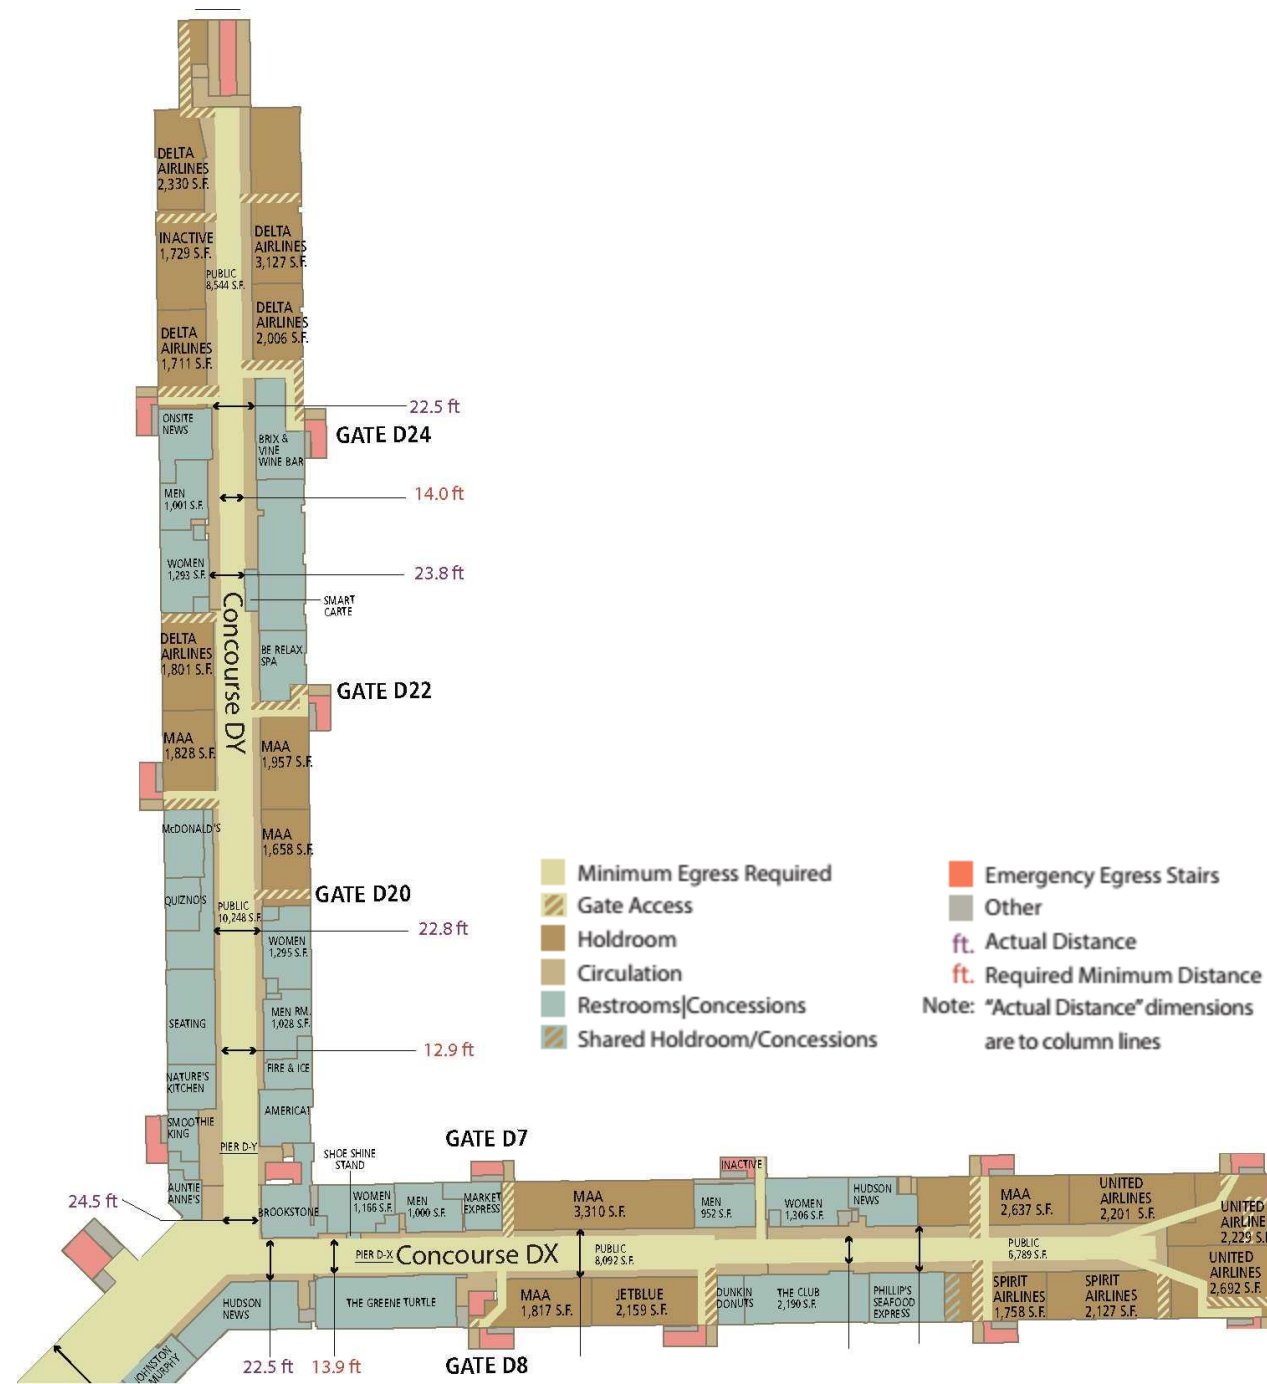 DELTA
AIRLINES
2,330 S.F.
INACTIVE
1,729 S.F.
DELTA
AIRLINES
3,127 S.F.
PUBLIC
8,544 S.F.
DELTA
AIRLINES
2,006 S.F.
DELTA
AIRLINES
1,711 S.F.
22.5 ft
ONSITE
NEWS
GATE D24
BRIX &
VINE
WINE BAR
MEN
1,001 S.F.
14.0 ft
WOMEN
1,293 S.F.
23.8 ft
SMART
CARTE
Concourse DY
DELTA
AIRLINES
1,801 S.F.
BE RELAX
SPA
GATE D22
MAA
1,828 S.F.
MAA
1,957 S.F.
McDONALD'S
MAA
1,658 S.F.
GATE D20
QUIZNO'S
PUBLIC
10,248 S.F.
22.8 ft
WOMEN
1,295 S.F.
SEATING
MEN RM.
1,028 S.F.
12.9 ft
NATURE'S
KITCHEN
FIRE & ICE
AMERICA!
SMOOTHIE
KING
PIER D-Y
AUNTIE
ANNE'S
24.5 ft
Minimum Egress Required
Gate Access
Holdroom
Circulation
Restrooms|Concessions
Shared Holdroom/Concessions
Emergency Egress Stairs
Other
ft. Actual Distance
ft. Required Minimum Distance
Note: "Actual Distance" dimensions
are to column lines
GATE D7
SHOE SHINE
STAND
INACTIVE
BROOKSTONE
WOMEN
1,166 S.F.
MEN
1,000 S.F.
MARKET
EXPRESS
MAA
3,310 S.F.
MEN
952 S.F.
WOMEN
1,306 S.F.
HUDSON
NEWS
MAA
2,637 S.F.
UNITED
AIRLINES
2,201 S.F.
UNITED
AIRLINE
2,229 S.F
PIER D-X
Concourse DX
PUBLIC
8,092 S.F.
PUBLIC
6,789 S.F.
UNITED
AIRLINES
2,692 S.F.
HUDSON
NEWS
THE GREENE TURTLE
MAA
1,817 S.F.
JETBLUE
2,159 S.F.
DUNKIN
DONUTS
THE CLUB
2,190 S.F.
PHILLIP'S
SEAFOOD
EXPRESS
SPIRIT
AIRLINES
1,758 S.F.
SPIRIT
AIRLINES
2,127 S.F.
JOHNSTON
MURPHY
22.5 ft
13.9 ft
GATE D8